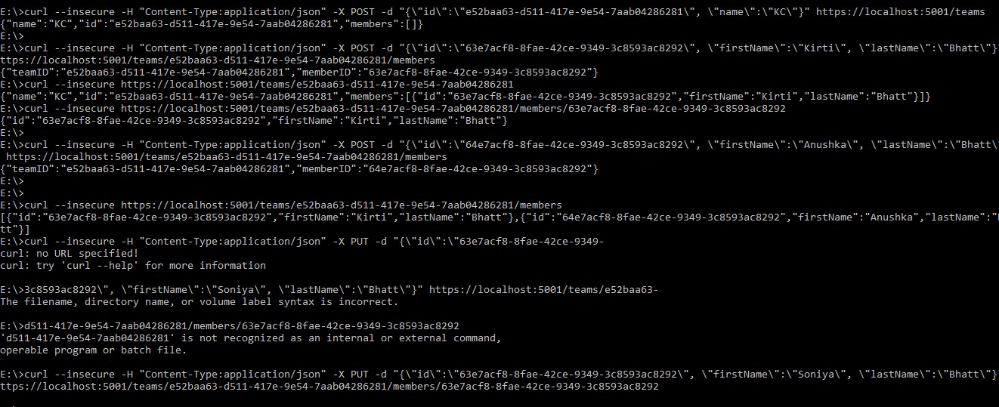 E:\>curl --insecure -H "Content-Type:application/json" -X POST -d "{\"id\":\"e52baa63-d511-417e-9e54-7aab04286281\", \"name\":\"KC\"}" https://localhost:5001/teams
{"name":"KC","id":"e52baa63-d511-417e-9e54-7aab04286281","members":[]}
E:\>
E:\>curl --insecure -H "Content-Type:application/json" -X POST -d "{\"id\":\"63e7acf8-8fae-42ce-9349-3c8593ac8292\", \"firstName\":\"Kirti\", \"lastName\":\"Bhatt\"}"
ttps://localhost:5001/teams/e52baa63-d511-417e-9e54-7aab04286281/members
{"teamID":"e52baa63-d511-417e-9e54-7aab04286281","memberID":"63e7acf8-8fae-42ce-9349-3c8593ac8292"}
E:\>curl --insecure https://localhost:5001/teams/e52baa63-d511-417e-9e54-7aab04286281
{"name":"KC","id":"e52baa63-d511-417e-9e54-7aab04286281","members":[{"id":"63e7acf8-8fae-42ce-9349-3c8593ac8292","firstName":"Kirti","lastName":"Bhatt"}]}
E:\>curl --insecure https://localhost:5001/teams/e52baa63-d511-417e-9e54-7aab04286281/members/63e7acf8-8fae-42ce-9349-3c8593ac8292
{"id":"63e7acf8-8fae-42ce-9349-3c8593ac8292","firstName":"Kirti","lastName":"Bhatt"}
E:\>
E:\>curl --insecure -H "Content-Type:application/json" -X POST -d "{\"id\":\"64e7acf8-8fae-42ce-9349-3c8593ac8292\", \"firstName\":\"Anushka\", \"lastName\":\"Bhatt\
https://localhost:5001/teams/e52baa63-d511-417e-9e54-7aab04286281/members
{"teamID":"e52baa63-d511-417e-9e54-7aab04286281","memberID":"64e7acf8-8fae-42ce-9349-3c8593ac8292"}
E:\>
E:\>
E:\>curl --insecure https://localhost:5001/teams/e52baa63-d511-417e-9e54-7aab04286281/members
[{"id":"63e7acf8-8fae-42ce-9349-3c8593ac8292","firstName":"Kirti","lastName":"Bhatt"},{"id":"64e7acf8-8fae-42ce-9349-3c8593ac8292","firstName":"Anushka","lastName":"
tt"}]
E:\>curl --insecure -H "Content-Type:application/json" -X PUT -d "{\"id\":\"63e7acf8-8fae-42ce-9349-
curl: no URL specified!
curl: try 'curl --help' for more information
E:\>3c8593ac8292\", \"firstName\":\"Soniya\", \"lastName\":\"Bhatt\"}" https://localhost:5001/teams/e52baa63-
The filename, directory name, or volume label syntax is incorrect.
E:\>d511-417e-9e54-7aab04286281/members/63e7acf8-8fae-42ce-9349-3c8593ac8292
'd511-417e-9e54-7aab04286281' is not recognized as an internal or external command,
operable program or batch file.
E:\>curl --insecure -H "Content-Type:application/json" -X PUT -d "{\"id\":\"63e7acf8-8fae-42ce-9349-3c8593ac8292\", \"firstName\":\"Soniya\", \"lastName\":\"Bhatt\"}
ttps://localhost:5001/teams/e52baa63-d511-417e-9e54-7aab04286281/members/63e7acf8-8fae-42ce-9349-3c8593ac8292